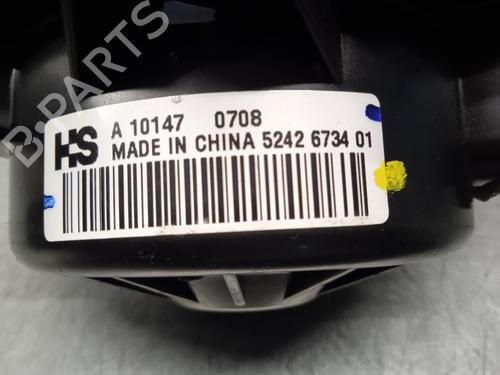 B-PARTS
HS A 10147 0708
MADE IN CHINA 5242 6734 01